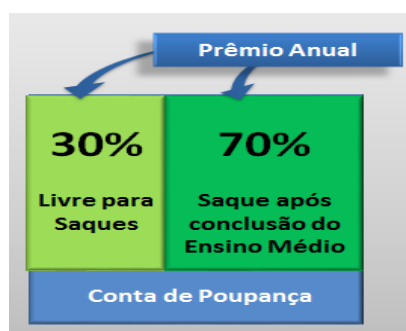 Prêmio Anual
30%
Livre para
Saques
70%
Saque após
conclusão do
Ensino Médio
Conta de Poupança